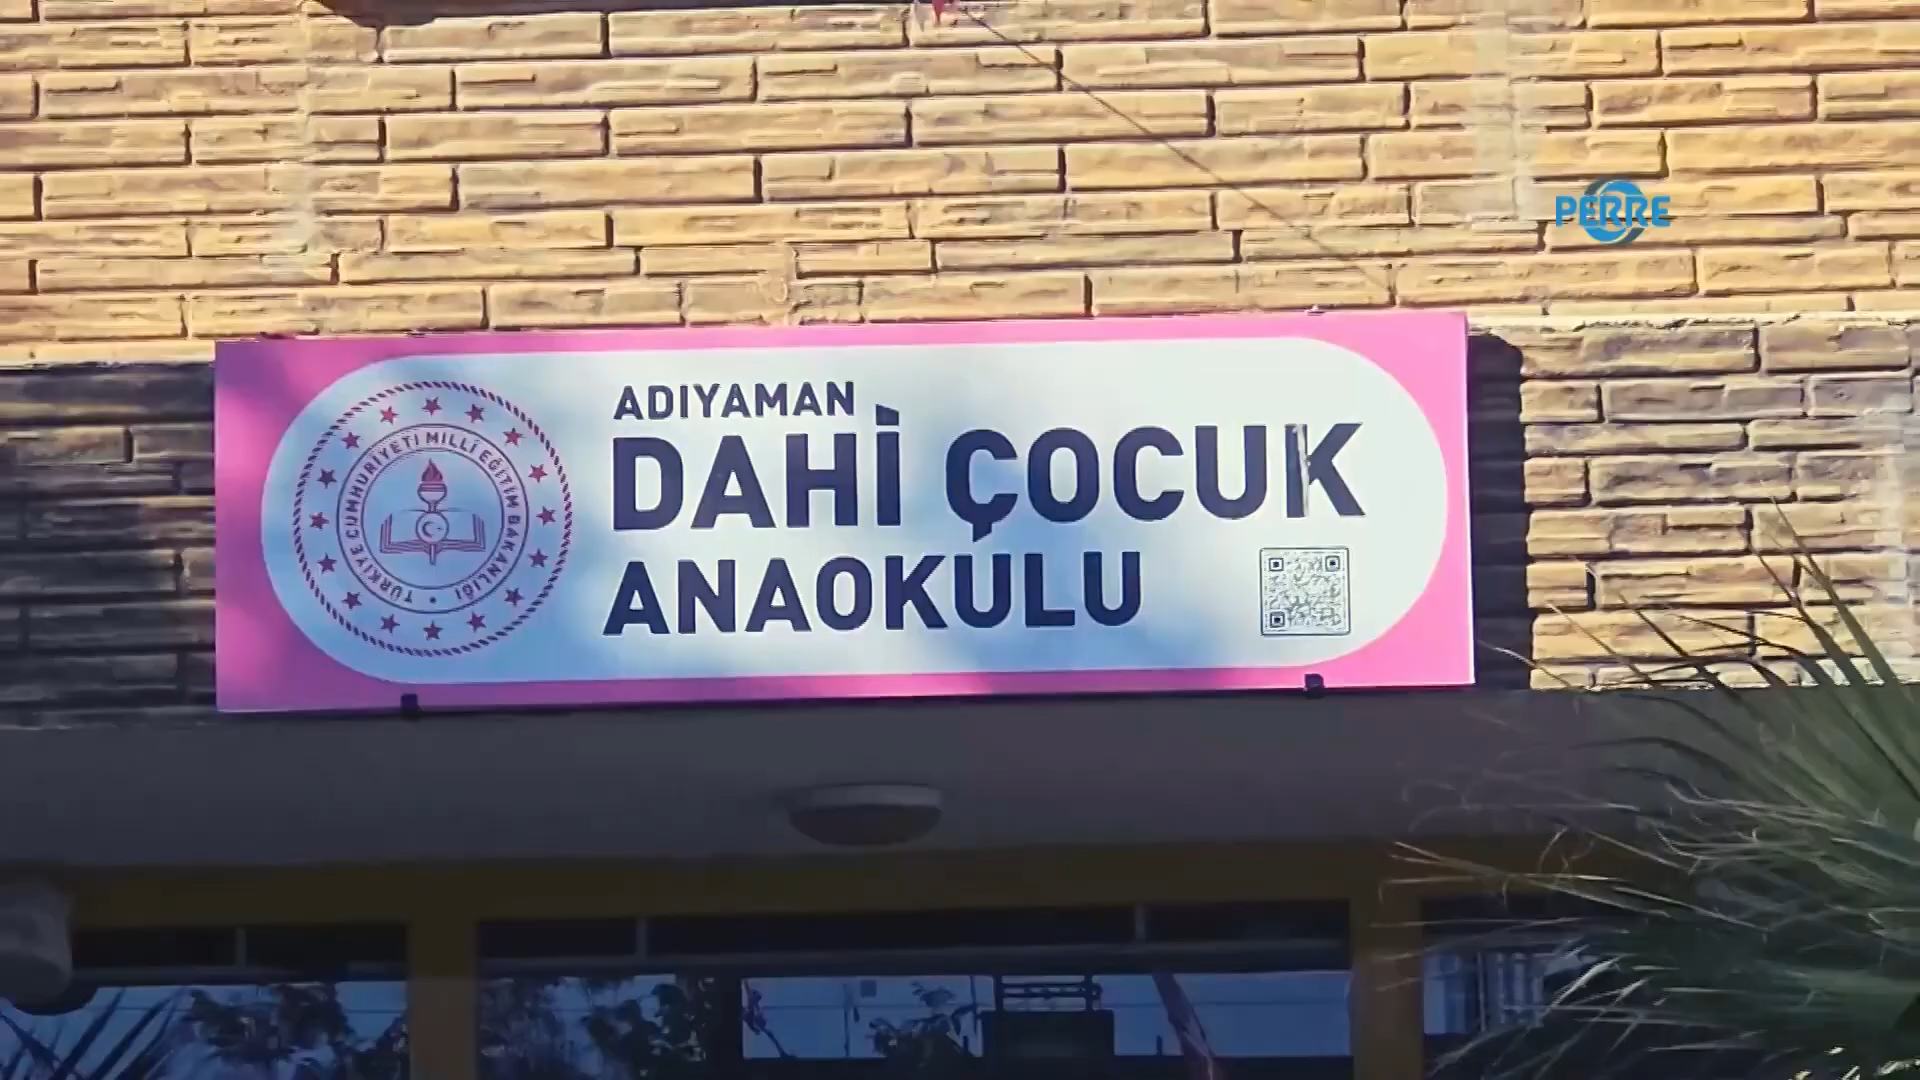 PERRE
ADIYAMAN
DAHİ ÇOCUK
ANAOKULU
TÜRKİYE CUMHURİYETİ MİLLİ EĞİTİM BAKANLIĞI